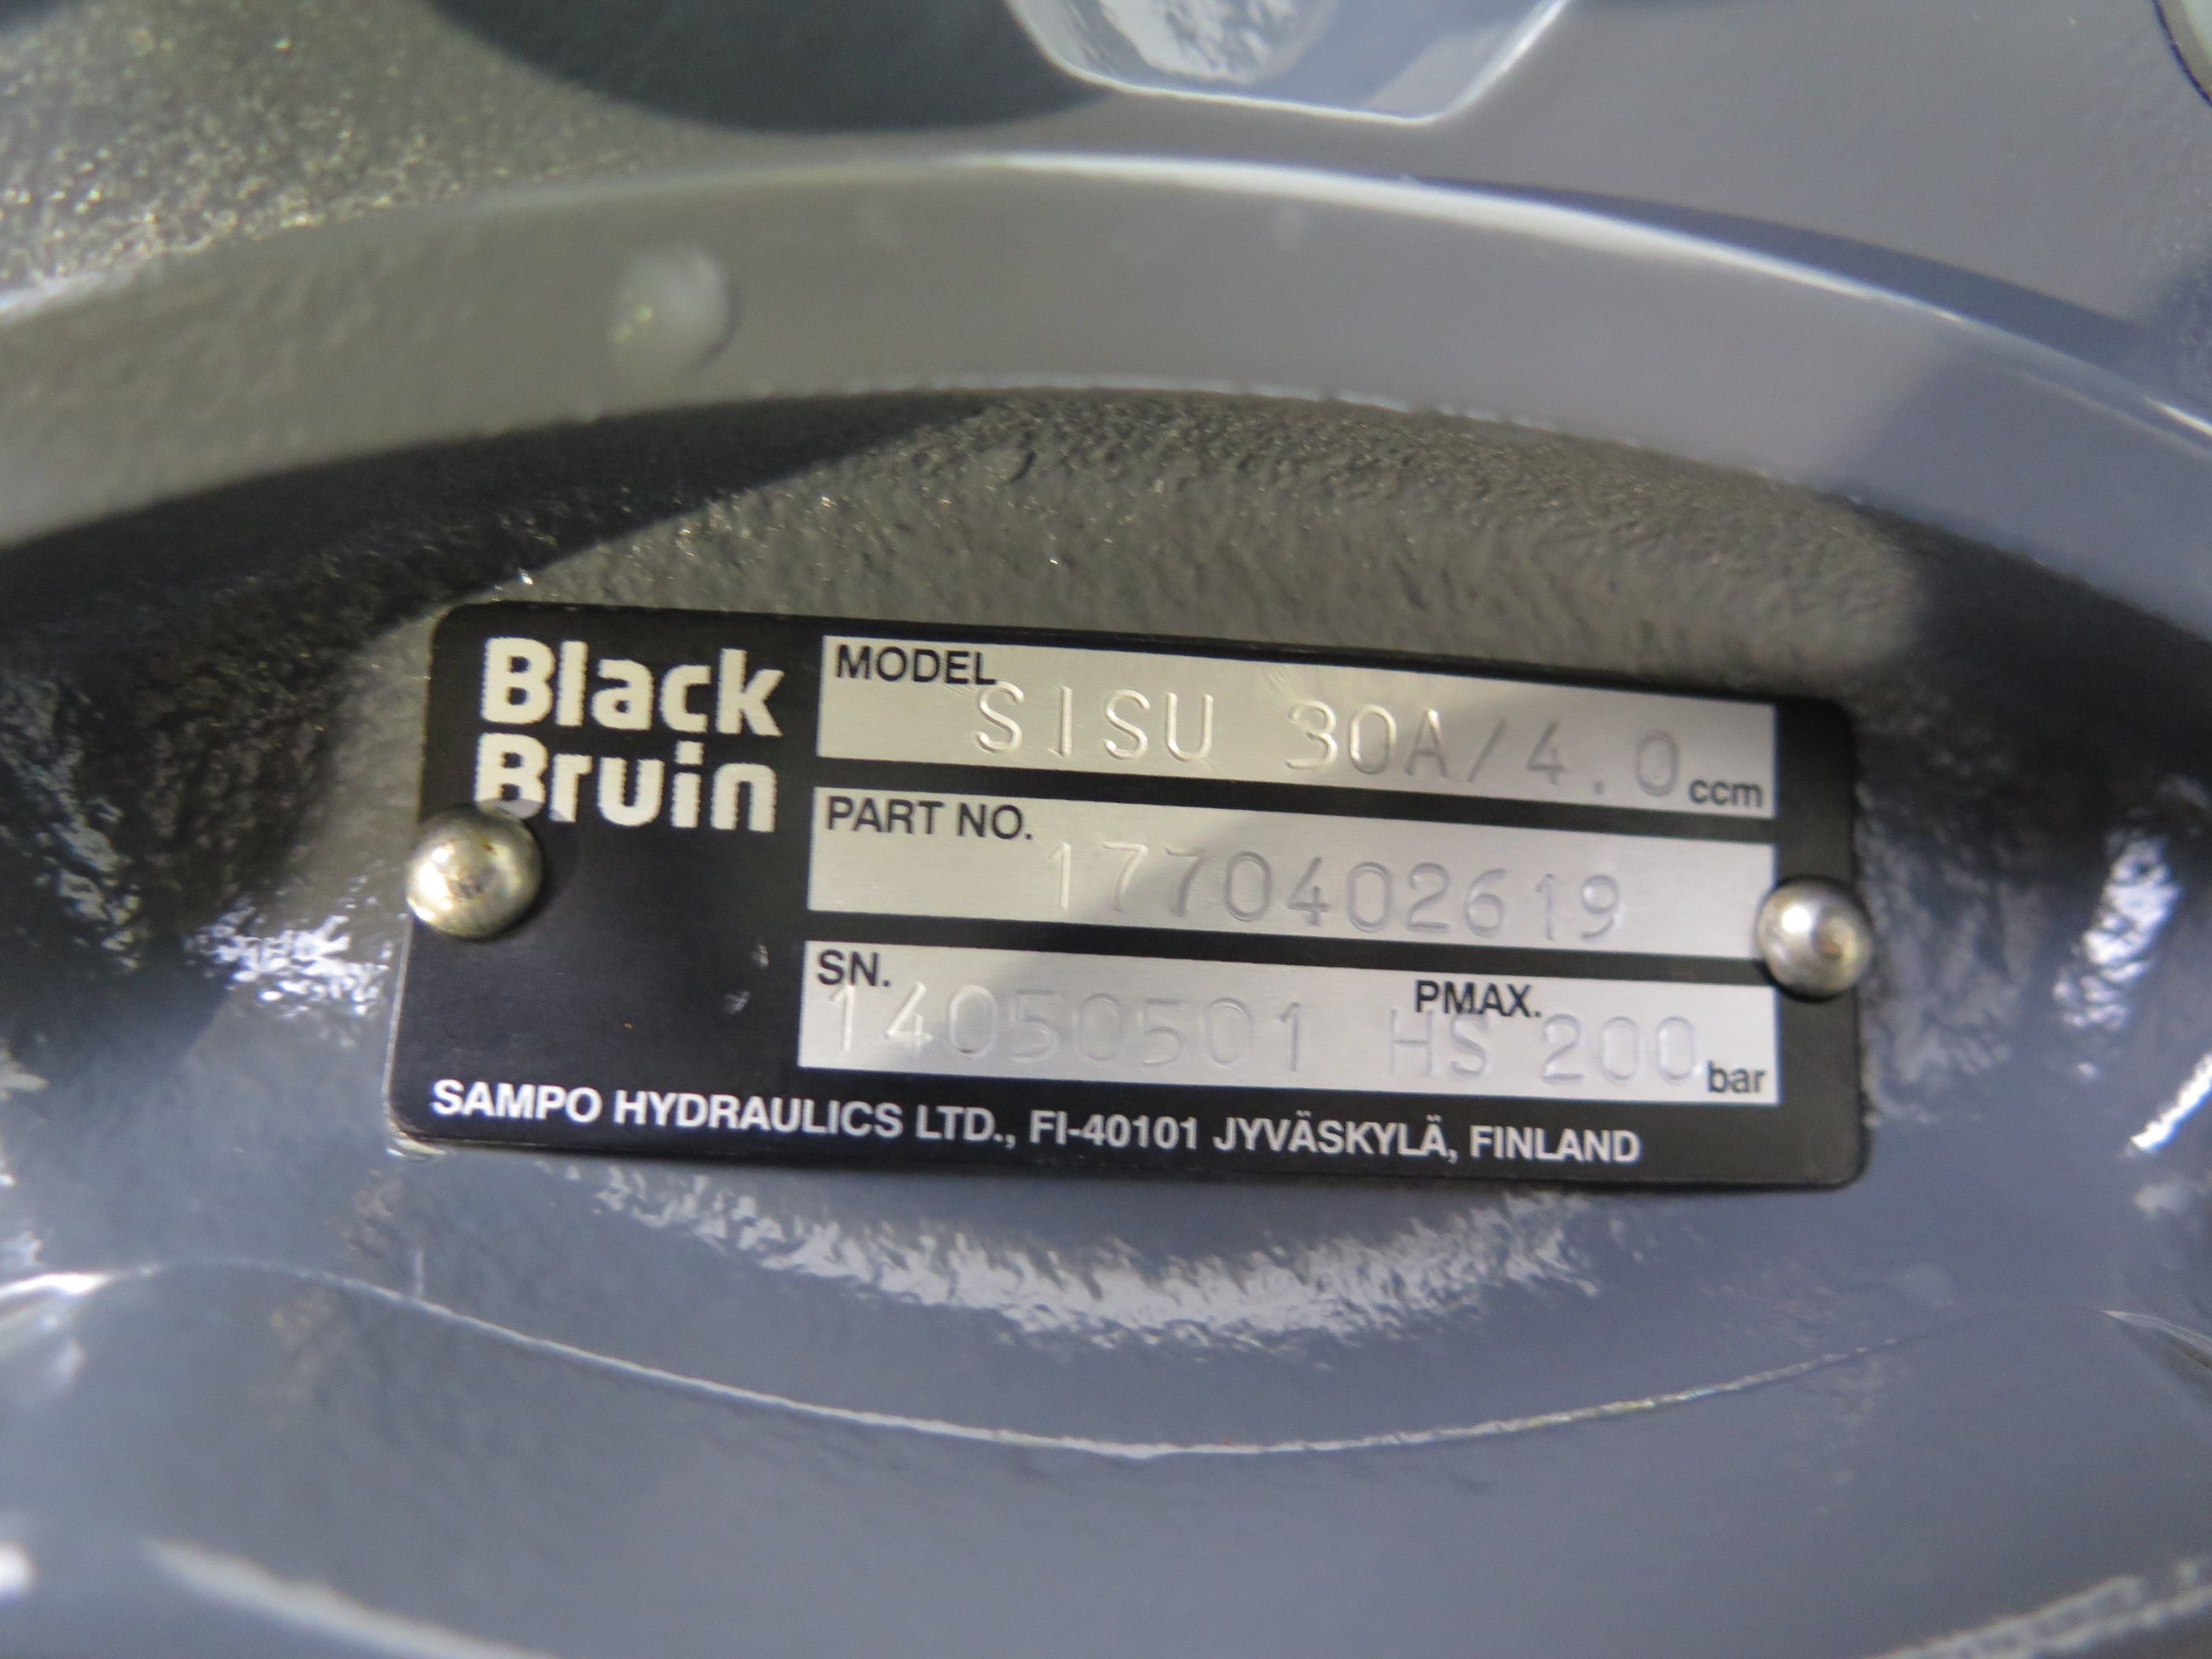 Black
Bruin
MODEL
SISU 30A/4.0 ccm
PART NO.
1770402619
SN. PMAX.
14050501 HS 200 bar
SAMPO HYDRAULICS LTD., FI-40101 JYVÄSKYLÄ, FINLAND